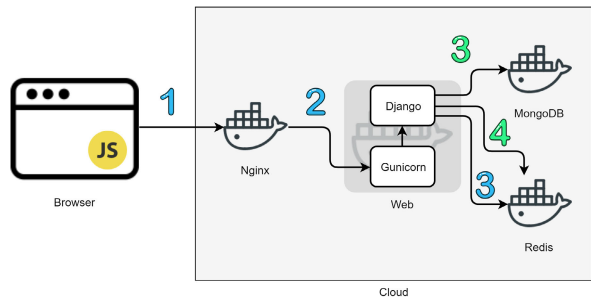 1
JS
Browser
Nginx
2
Django
Gunicorn
Web
3
MongoDB
4
3
Redis
Cloud